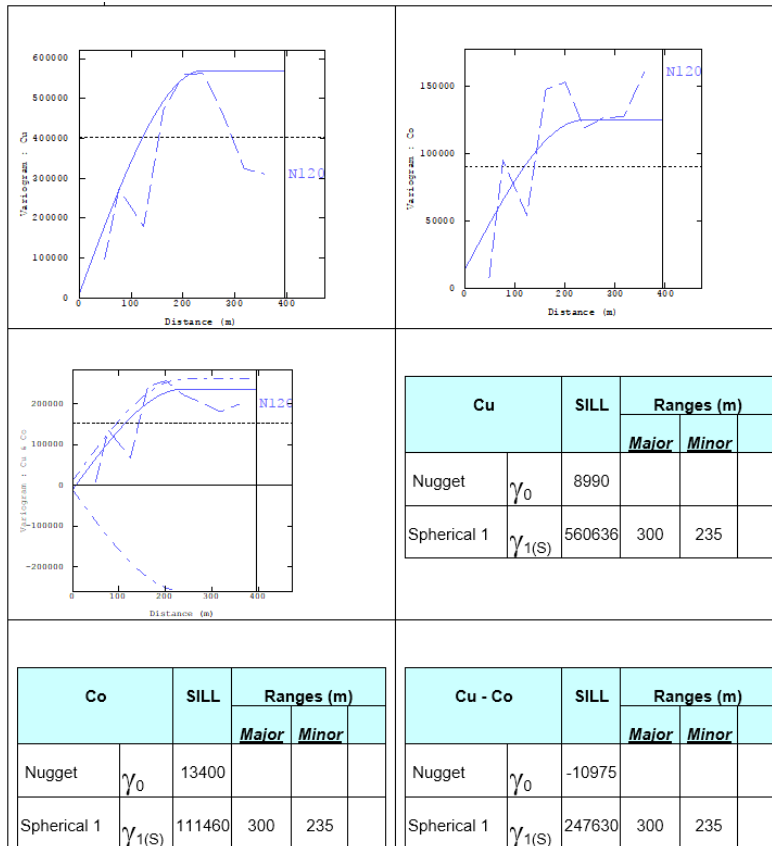 Variogram : Cu
600000
500000
400000
300000
200000
100000
0
N120
0 100 200 300 400
Distance (m)
Variogram : Co
150000
100000
50000
0
N120
0 100 200 300 400
Distance (m)
Variogram : Cu & Co
200000
100000
0
-100000
-200000
N120
0 100 200 300 400
Distance (m)
Cu SILL Ranges (m)
Major Minor
Nugget γ0 8990
Spherical 1 γ1(S) 560636 300 235
Co SILL Ranges (m)
Major Minor
Nugget γ0 13400
Spherical 1 γ1(S) 111460 300 235
Cu - Co SILL Ranges (m)
Major Minor
Nugget γ0 -10975
Spherical 1 γ1(S) 247630 300 235